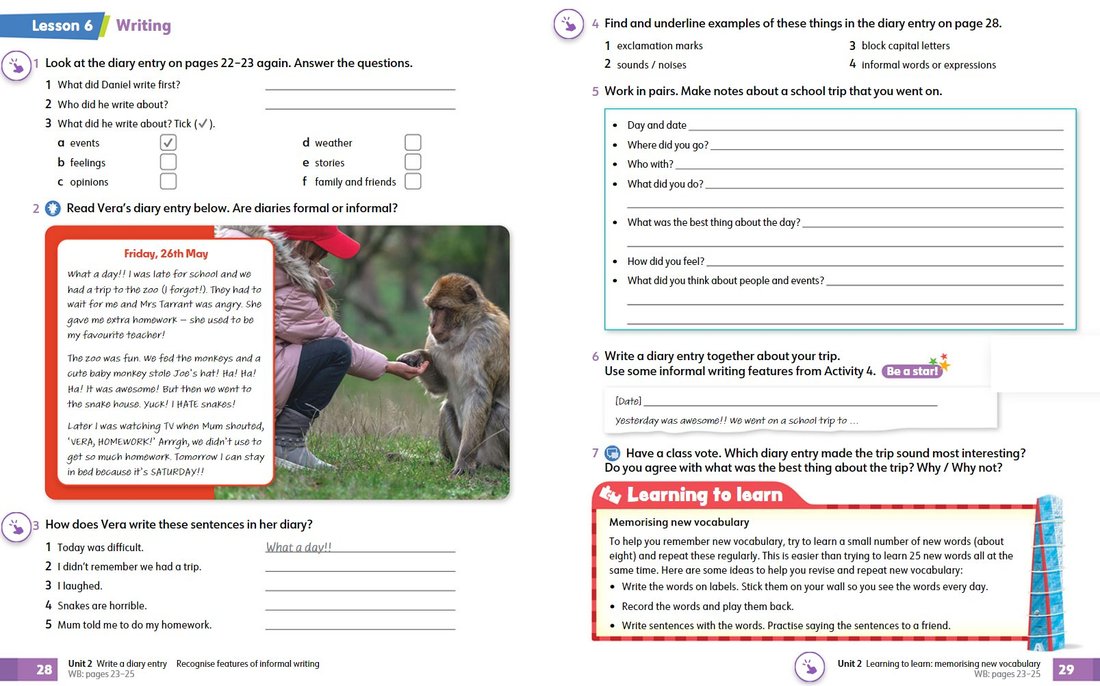 Lesson 6 Writing
1 Look at the diary entry on pages 22–23 again. Answer the questions.
1 What did Daniel write first?
2 Who did he write about?
3 What did he write about? Tick (✓).
a events ✓
d weather
b feelings
e stories
c opinions
f family and friends
2 Read Vera's diary entry below. Are diaries formal or informal?
Friday, 26th May
What a day!! I was late for school and we
had a trip to the zoo (I forgot!). They had to
wait for me and Mrs Tarrant was angry. She
gave me extra homework – she used to be
my favourite teacher!
The zoo was fun. We fed the monkeys and a
cute baby monkey stole Joe's hat! Ha! Ha!
Ha! It was awesome! But then we went to
the snake house. Yuck! I HATE snakes!
Later I was watching TV when Mum shouted,
'VERA, HOMEWORK!' Arrrgh, we didn't use to
get so much homework. Tomorrow I can stay
in bed because it's SATURDAY!!
3 How does Vera write these sentences in her diary?
1 Today was difficult. What a day!!
2 I didn't remember we had a trip.
3 I laughed.
4 Snakes are horrible.
5 Mum told me to do my homework.
28 Unit 2 Write a diary entry Recognise features of informal writing
WB: pages 23–25
4 Find and underline examples of these things in the diary entry on page 28.
1 exclamation marks
3 block capital letters
2 sounds / noises
4 informal words or expressions
5 Work in pairs. Make notes about a school trip that you went on.
• Day and date
• Where did you go?
• Who with?
• What did you do?
• What was the best thing about the day?
• How did you feel?
• What did you think about people and events?
6 Write a diary entry together about your trip.
Use some informal writing features from Activity 4. Be a star!
[Date]
Yesterday was awesome!! We went on a school trip to ...
7 Have a class vote. Which diary entry made the trip sound most interesting?
Do you agree with what was the best thing about the trip? Why / Why not?
Learning to learn
Memorising new vocabulary
To help you remember new vocabulary, try to learn a small number of new words (about
eight) and repeat these regularly. This is easier than trying to learn 25 new words all at the
same time. Here are some ideas to help you revise and repeat new vocabulary:
• Write the words on labels. Stick them on your wall so you see the words every day.
• Record the words and play them back.
• Write sentences with the words. Practise saying the sentences to a friend.
Unit 2 Learning to learn: memorising new vocabulary 29
WB: pages 23–25